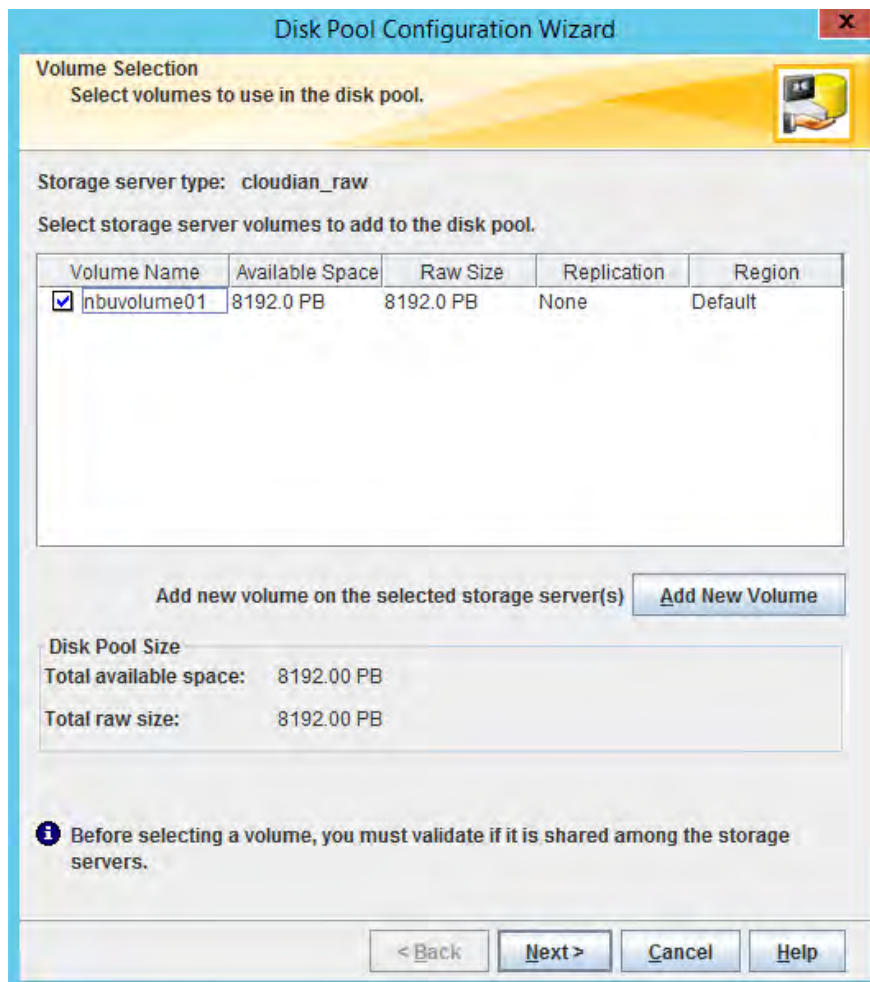 Disk Pool Configuration Wizard
x
Volume Selection
Select volumes to use in the disk pool.
Storage server type: cloudian_raw
Select storage server volumes to add to the disk pool.
Volume Name Available Space Raw Size Replication Region
nbuvolume01 8192.0 PB 8192.0 PB None Default
Add new volume on the selected storage server(s) Add New Volume
Disk Pool Size
Total available space: 8192.00 PB
Total raw size: 8192.00 PB
Before selecting a volume, you must validate if it is shared among the storage
servers.
< Back Next > Cancel Help